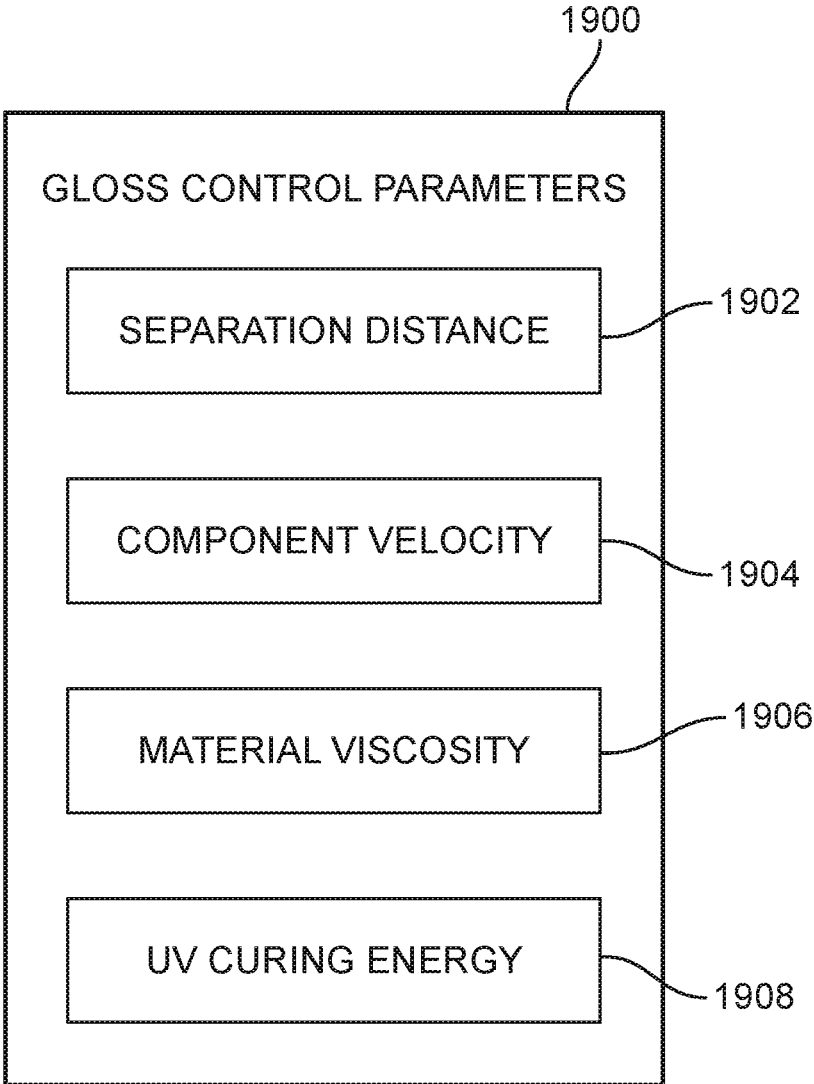 1900
GLOSS CONTROL PARAMETERS
SEPARATION DISTANCE
1902
COMPONENT VELOCITY
1904
MATERIAL VISCOSITY
1906
UV CURING ENERGY
1908